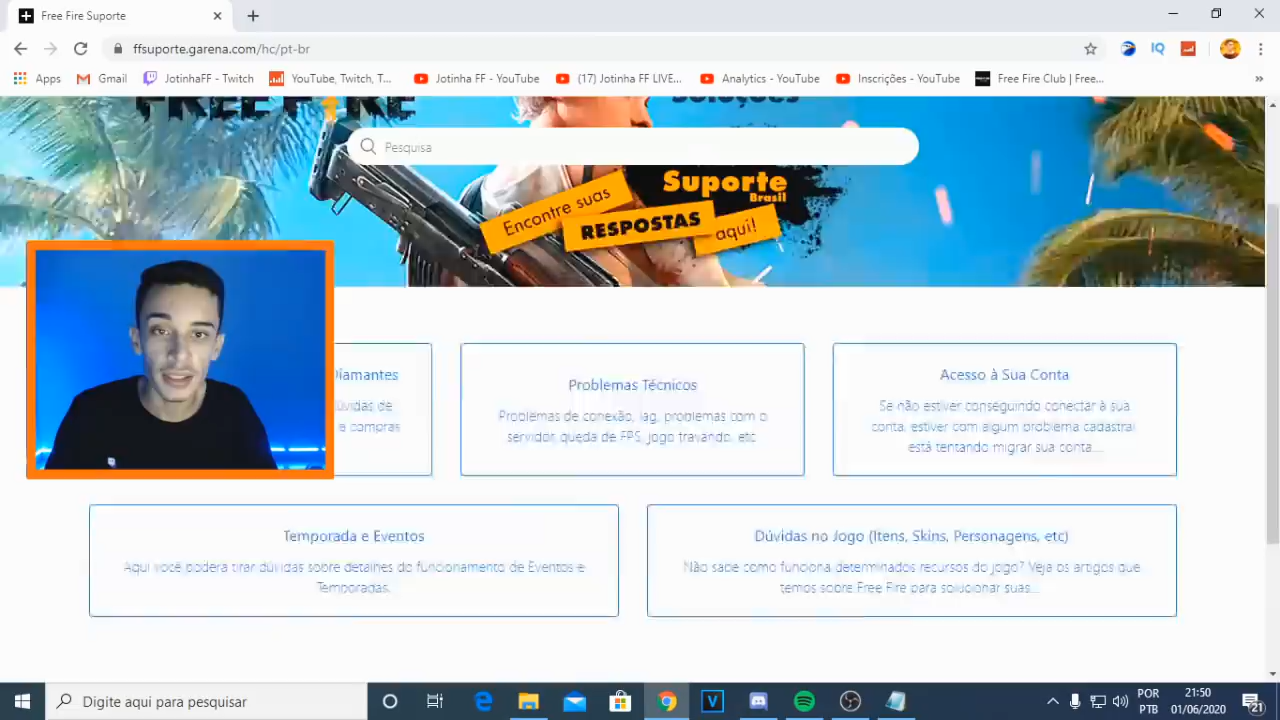 Free Fire Suporte
ffsuporte.garena.com/hc/pt-br
Apps
Gmail
JotinhaFF - Twitch
YouTube, Twitch, T...
Jotinha FF - YouTube
(17) Jotinha FF LIVE...
Analytics - YouTube
Inscrições - YouTube
Free Fire Club | Free...
»
FREE FIRE
Soluções
Pesquisa
Suporte
Brasil
Encontre suas
RESPOSTAS
aqui!
Diamantes
dúvidas de
e compras
Problemas Técnicos
Problemas de conexão, lag, problemas com o
servidor, queda de FPS, jogo travando, etc
Acesso à Sua Conta
Se não estiver conseguindo conectar à sua
conta, estiver com algum problema cadastral,
está tentando migrar sua conta...
Temporada e Eventos
Aqui você poderá tirar dúvidas sobre detalhes do funcionamento de Eventos e
Temporadas.
Dúvidas no Jogo (Itens, Skins, Personagens, etc)
Não sabe como funciona determinados recursos do jogo? Veja os artigos que
temos sobre Free Fire para solucionar suas...
Digite aqui para pesquisar
POR
PTB
21:50
01/06/2020
21